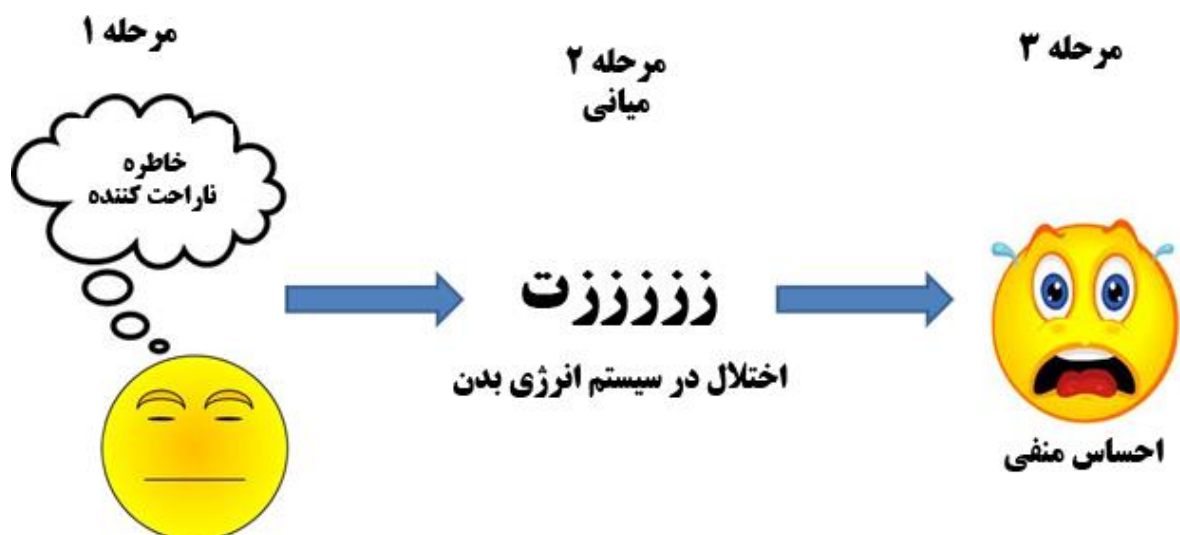 مرحله ۱
مرحله ۲
میانی
مرحله ۳
خاطره
ناراحت کننده
زززززت
اختلال در سیستم انرژی بدن
احساس منفی